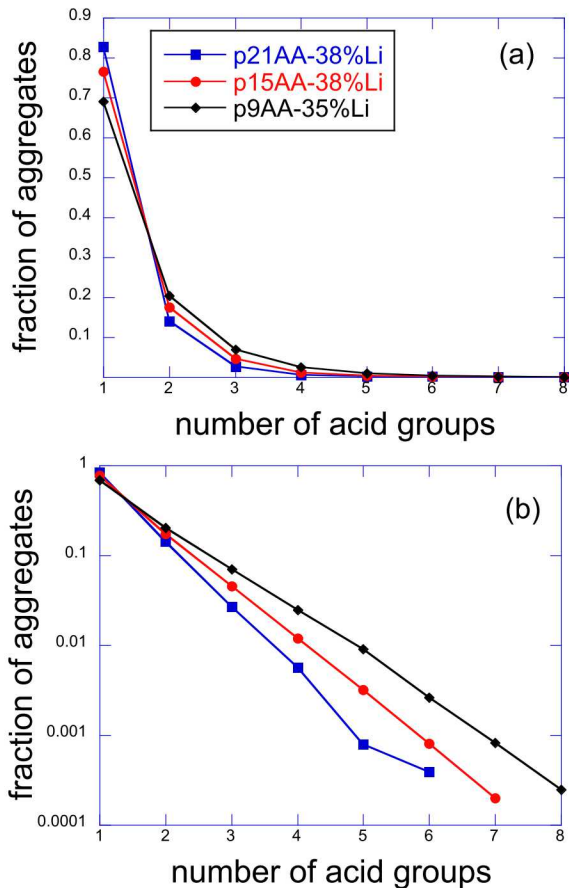 (a)
p21AA-38%Li
p15AA-38%Li
p9AA-35%Li
fraction of aggregates
0.9
0.8
0.7
0.6
0.5
0.4
0.3
0.2
0.1
1 2 3 4 5 6 7 8
number of acid groups
(b)
fraction of aggregates
1
0.1
0.01
0.001
0.0001
1 2 3 4 5 6 7 8
number of acid groups